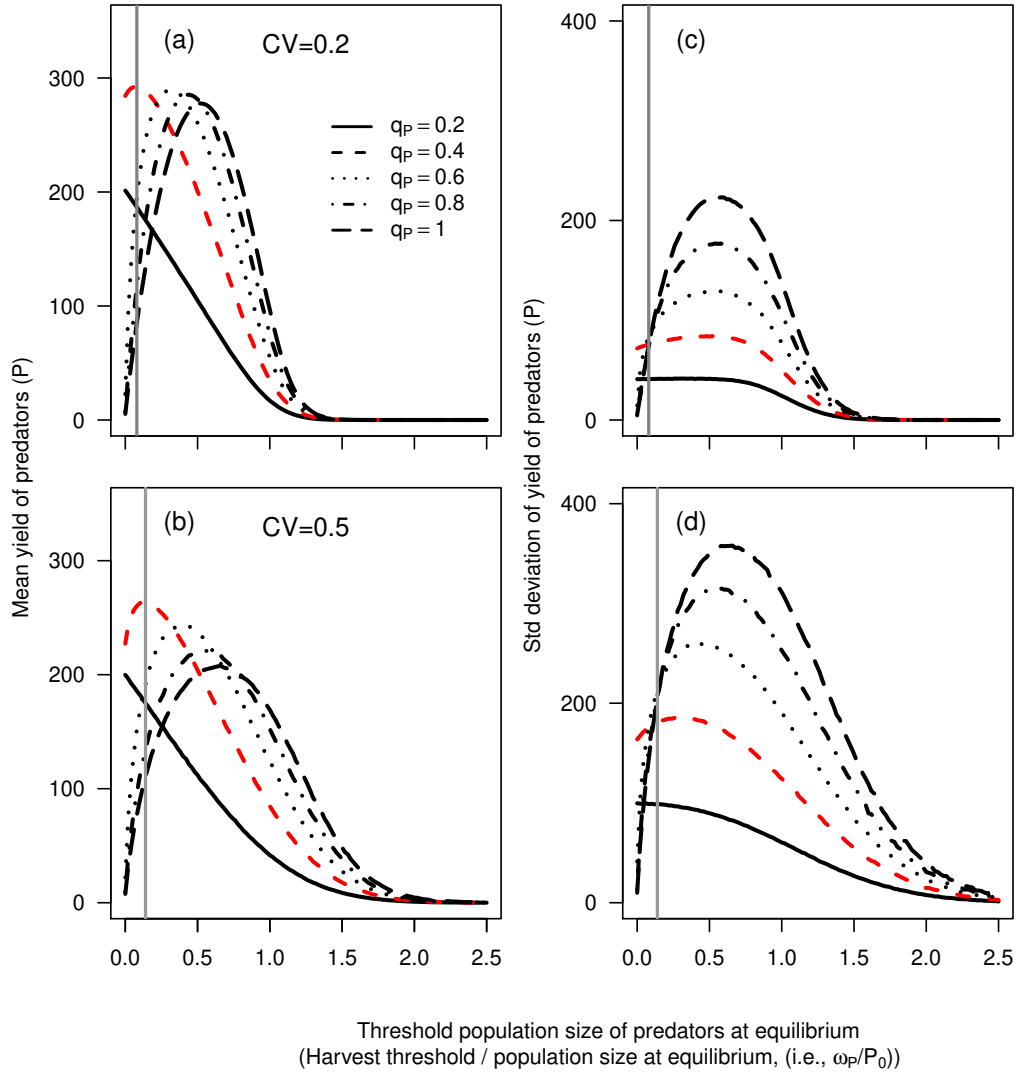 (a) CV=0.2
300
200
100
0
q_P = 0.2
q_P = 0.4
q_P = 0.6
q_P = 0.8
q_P = 1
(c)
400
200
0
(b) CV=0.5
300
200
100
0
0.0 0.5 1.0 1.5 2.0 2.5
(d)
400
200
0
0.0 0.5 1.0 1.5 2.0 2.5
Mean yield of predators (P)
Std deviation of yield of predators (P)
Threshold population size of predators at equilibrium
(Harvest threshold / population size at equilibrium, (i.e., ω_P/P_0))